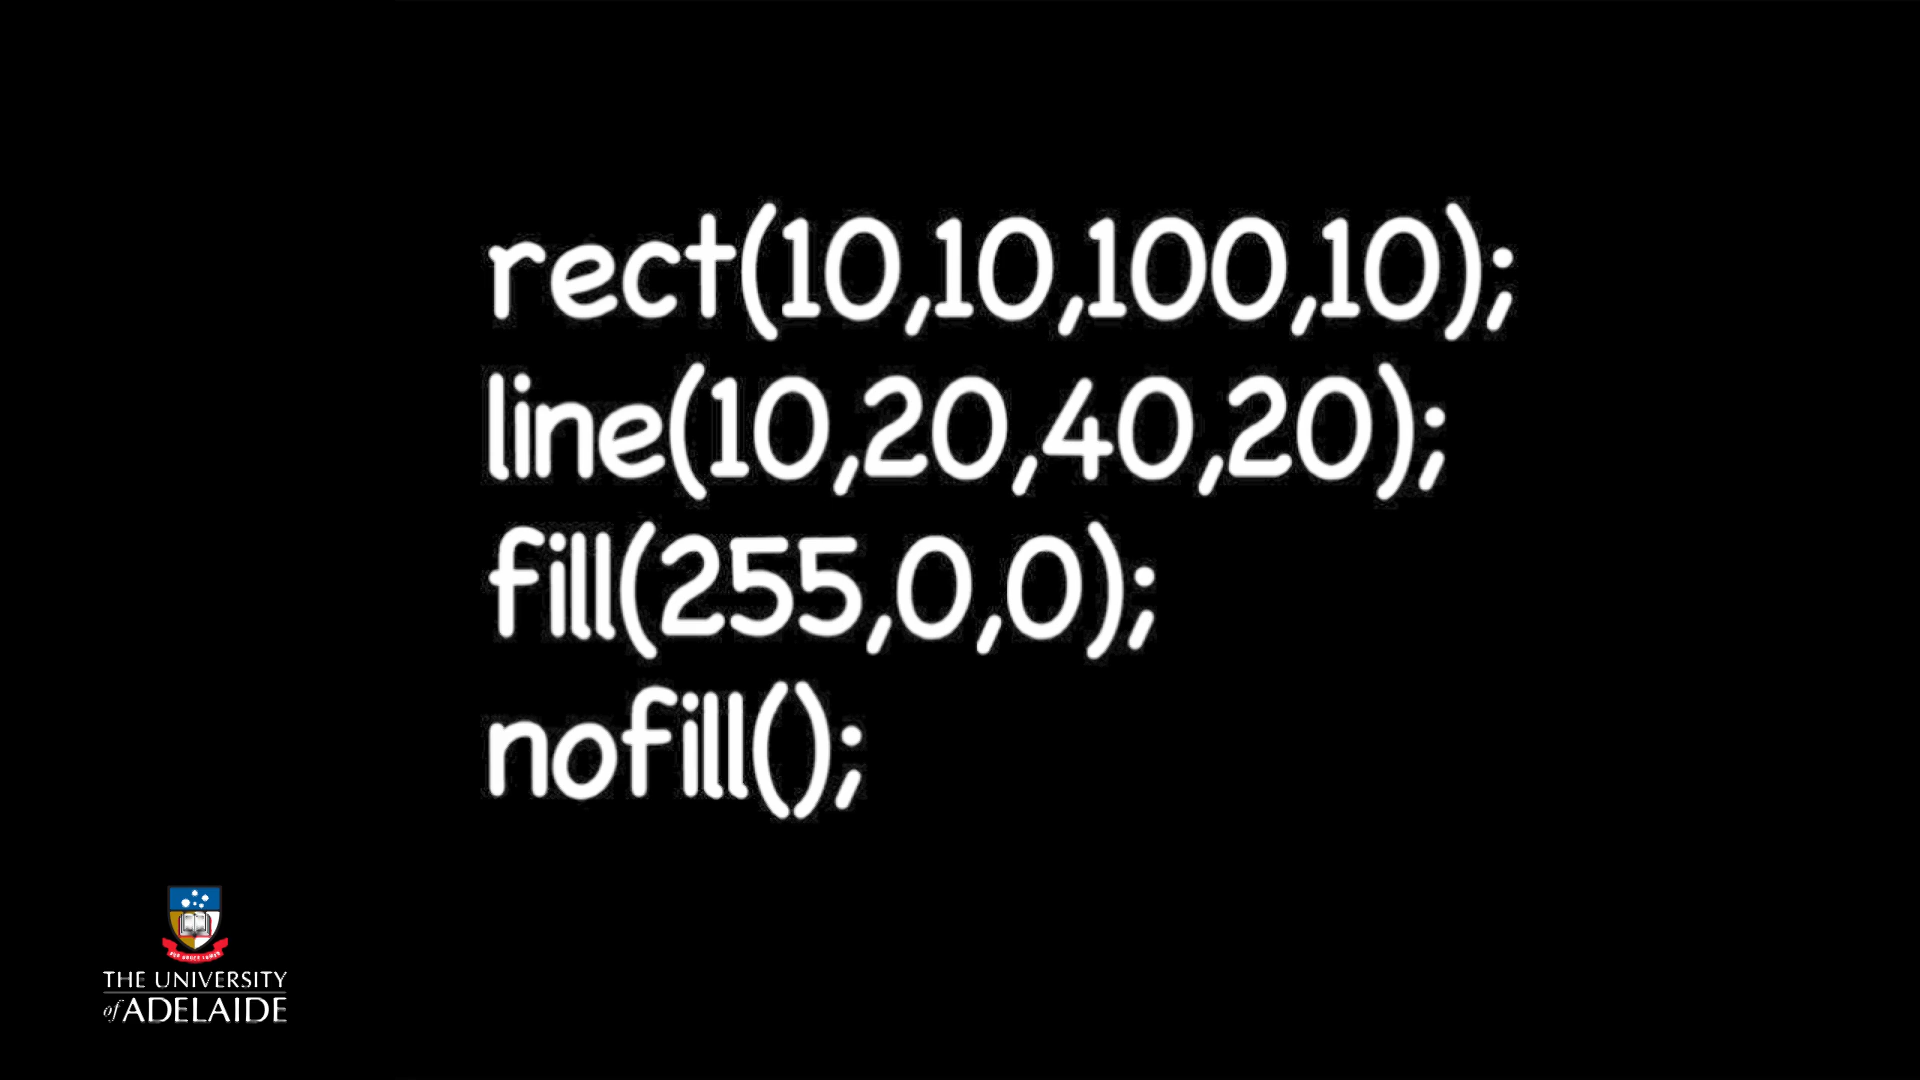 rect(10,10,100,10);
line(10,20,40,20);
fill(255,0,0);
nofill();
THE UNIVERSITY
of ADELAIDE